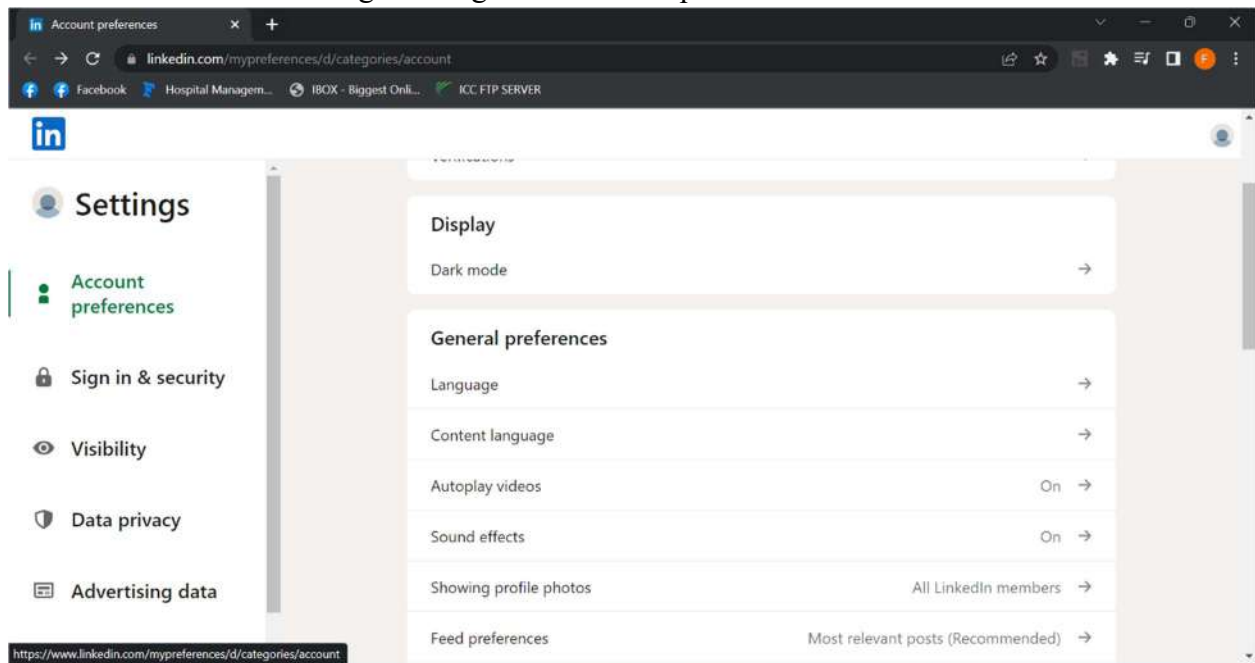 Account preferences
linkedin.com/mypreferences/d/categories/account
Facebook Hospital Managem... IBOX - Biggest Onli... ICC FTP SERVER
in
Settings
Account
preferences
Sign in & security
Visibility
Data privacy
Advertising data
Display
Dark mode
General preferences
Language
Content language
Autoplay videos On
Sound effects On
Showing profile photos All LinkedIn members
Feed preferences Most relevant posts (Recommended)
https://www.linkedin.com/mypreferences/d/categories/account